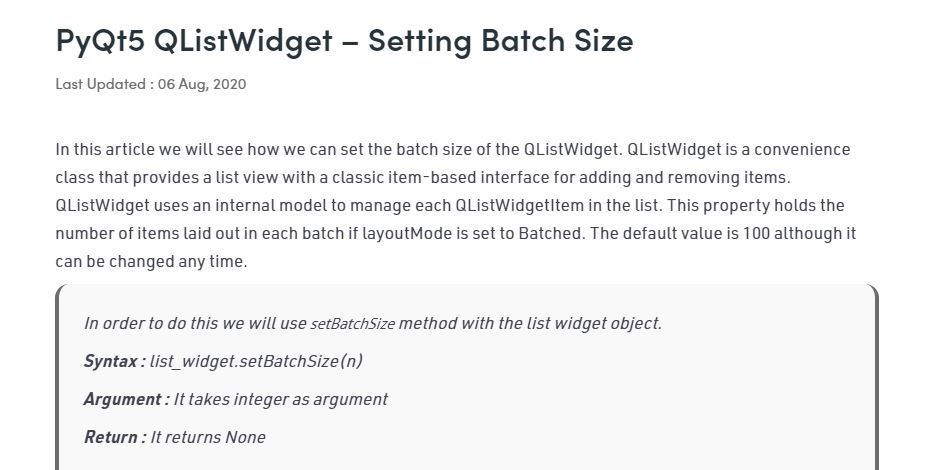 PyQt5 QListWidget – Setting Batch Size
Last Updated : 06 Aug, 2020
In this article we will see how we can set the batch size of the QListWidget. QListWidget is a convenience
class that provides a list view with a classic item-based interface for adding and removing items.
QListWidget uses an internal model to manage each QListWidgetItem in the list. This property holds the
number of items laid out in each batch if layoutMode is set to Batched. The default value is 100 although it
can be changed any time.
In order to do this we will use setBatchSize method with the list widget object.
Syntax : list_widget.setBatchSize(n)
Argument : It takes integer as argument
Return : It returns None